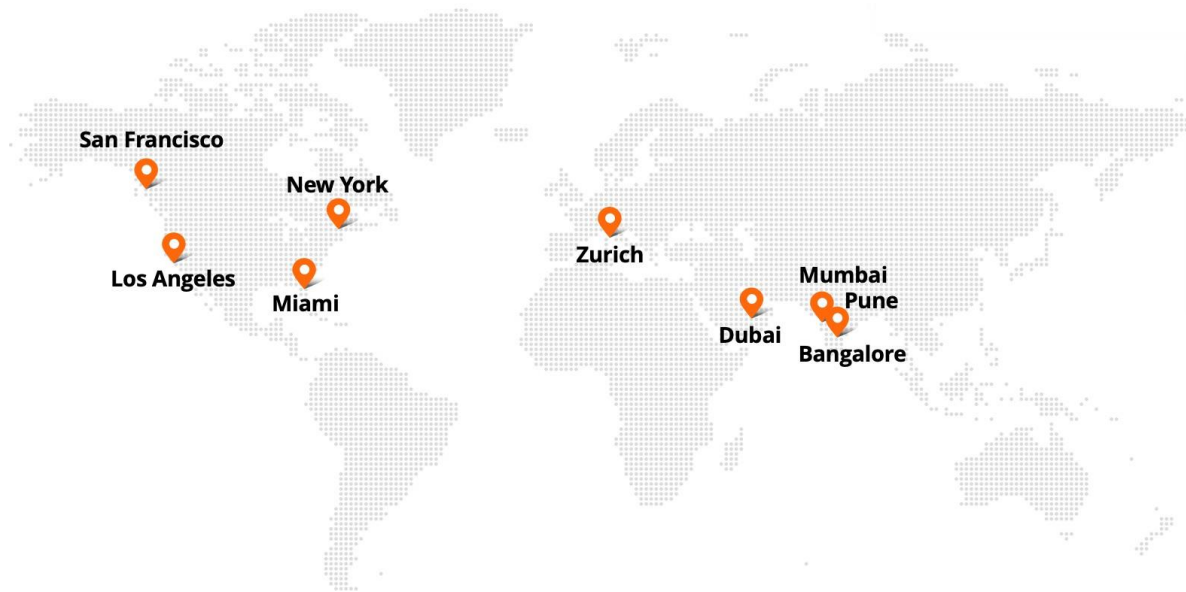 San Francisco
New York
Los Angeles
Miami
Zurich
Mumbai
Pune
Dubai
Bangalore